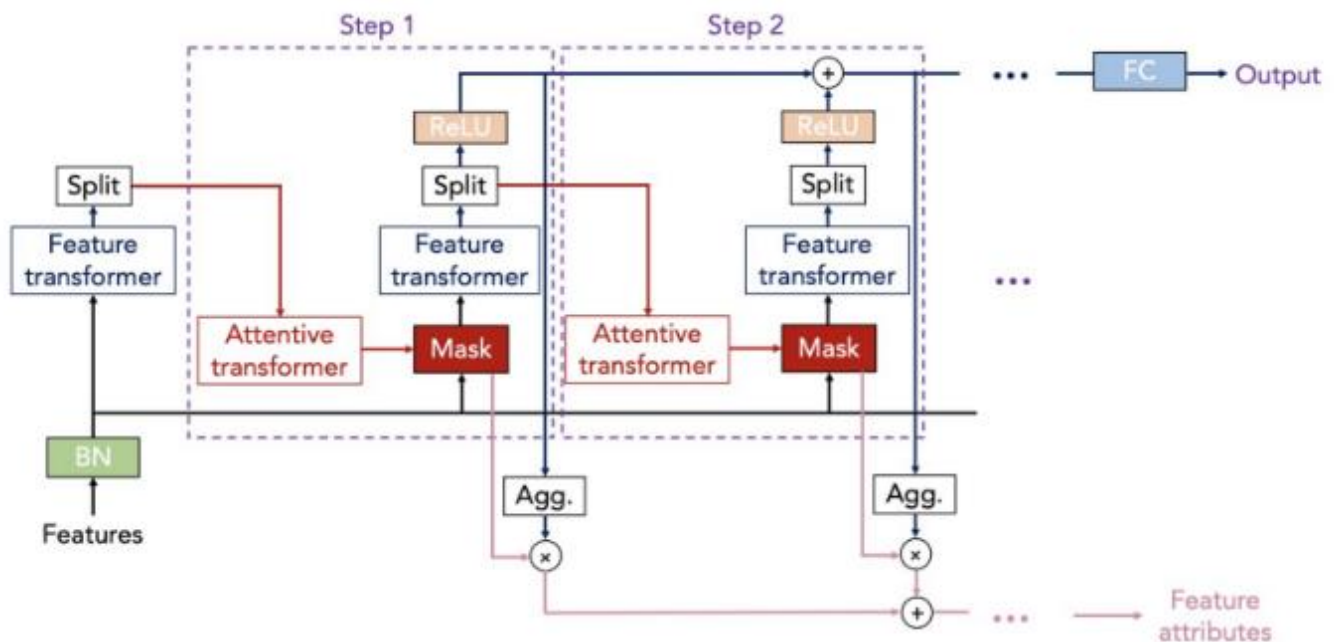 Step 1
Step 2
FC
Output
ReLU
ReLU
Split
Split
Split
Feature
transformer
Feature
transformer
Feature
transformer
...
...
Attentive
transformer
Mask
Attentive
transformer
Mask
BN
Features
Agg.
Agg.
...
Feature
attributes